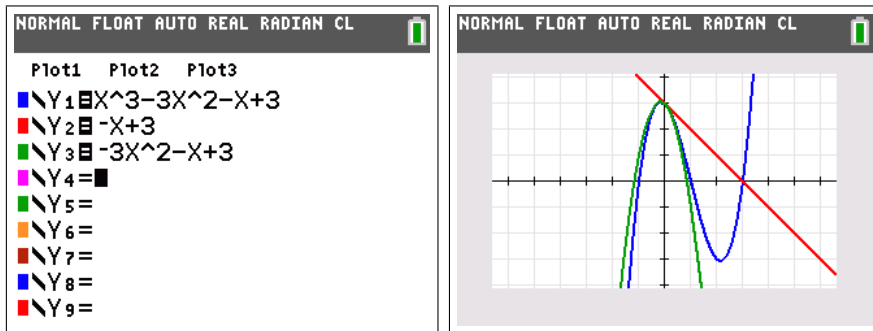 NORMAL FLOAT AUTO REAL RADIAN CL
Plot1 Plot2 Plot3
\Y₁=X^3-3X^2-X+3
\Y₂=-X+3
\Y₃=-3X^2-X+3
\Y₄=
\Y₅=
\Y₆=
\Y₇=
\Y₈=
\Y₉=
NORMAL FLOAT AUTO REAL RADIAN CL